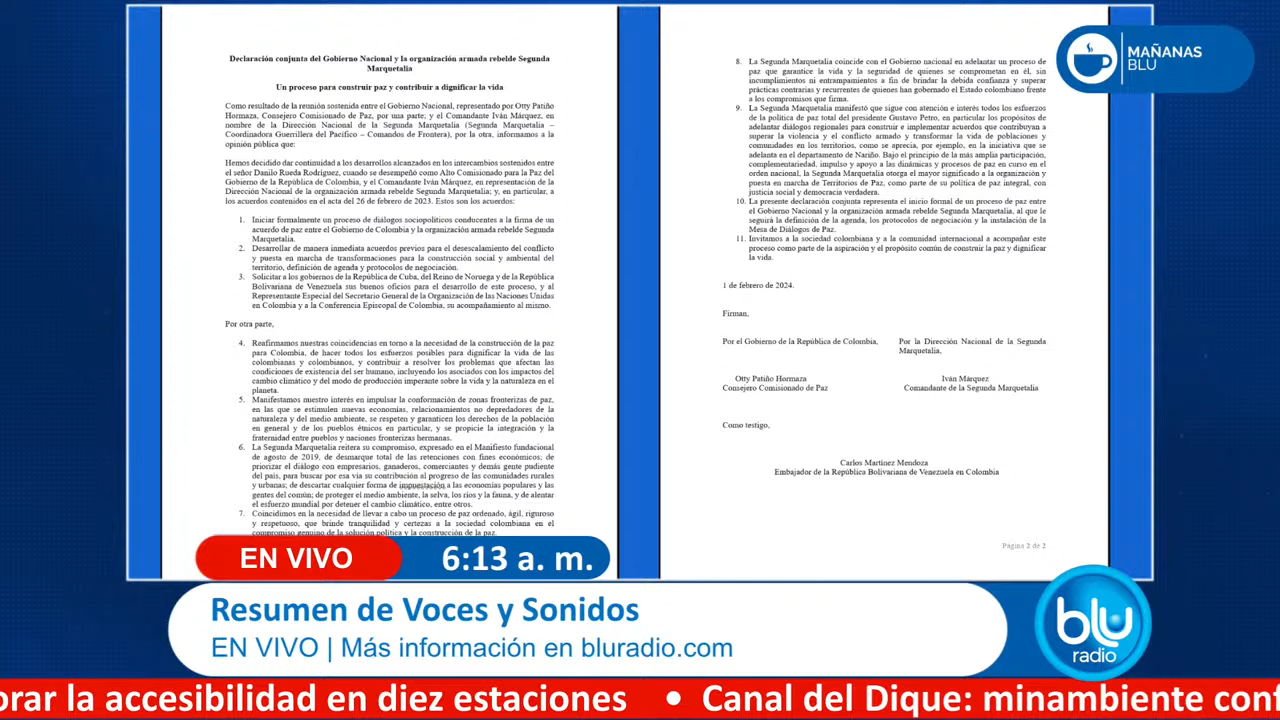 Declaración conjunta del Gobierno Nacional y la organización armada rebelde Segunda
Marquetalia
Un proceso para construir paz y contribuir a dignificar la vida
Como resultado de la reunión sostenida entre el Gobierno Nacional, representado por Otty Patiño
Hormaza, Consejero Comisionado de Paz, por una parte; y el Comandante Iván Márquez, en
nombre de la Dirección Nacional de la Segunda Marquetalia (Segunda Marquetalia –
Coordinadora Guerrillera del Pacífico – Comandos de Frontera), por la otra, informamos a la
opinión pública que:
Hemos decidido dar continuidad a los desarrollos alcanzados en los intercambios sostenidos entre
el señor Danilo Rueda Rodríguez, cuando se desempeñó como Alto Comisionado para la Paz del
Gobierno de la República de Colombia, y el Comandante Iván Márquez, en representación de la
Dirección Nacional de la organización armada rebelde Segunda Marquetalia; y, en particular, a
los acuerdos contenidos en el acta del 26 de febrero de 2023. Estos son los acuerdos:
1. Iniciar formalmente un proceso de diálogos sociopolíticos conducentes a la firma de un
acuerdo de paz entre el Gobierno de Colombia y la organización armada rebelde Segunda
Marquetalia.
2. Desarrollar de manera inmediata acuerdos previos para el desescalamiento del conflicto
y puesta en marcha de transformaciones para la construcción social y ambiental del
territorio, definición de agenda y protocolos de negociación.
3. Solicitar a los gobiernos de la República de Cuba, del Reino de Noruega y de la República
Bolivariana de Venezuela sus buenos oficios para el desarrollo de este proceso, y al
Representante Especial del Secretario General de la Organización de las Naciones Unidas
en Colombia y a la Conferencia Episcopal de Colombia, su acompañamiento al mismo.
Por otra parte,
4. Reafirmamos nuestras coincidencias en torno a la necesidad de la construcción de la paz
para Colombia, de hacer todos los esfuerzos posibles para dignificar la vida de las
colombianas y colombianos, y contribuir a resolver los problemas que afectan las
condiciones de existencia del ser humano, incluyendo los asociados con los impactos del
cambio climático y del modo de producción imperante sobre la vida y la naturaleza en el
planeta.
5. Manifestamos nuestro interés en impulsar la conformación de zonas fronterizas de paz,
en las que se estimulen nuevas economías, relacionamientos no depredadores de la
naturaleza y del medio ambiente, se respeten y garanticen los derechos de la población
en general y de los pueblos étnicos en particular, y se propicie la integración y la
fraternidad entre pueblos y naciones fronterizas hermanas.
6. La Segunda Marquetalia reitera su compromiso, expresado en el Manifiesto fundacional
de agosto de 2019, de desmarque total de las retenciones con fines económicos; de
priorizar el diálogo con empresarios, ganaderos, comerciantes y demás gente pudiente
del país, para buscar por esa vía su contribución al progreso de las comunidades rurales
y urbanas; de descartar cualquier forma de impuestación a las economías populares y las
gentes del común; de proteger el medio ambiente, la selva, los ríos y la fauna, y de alentar
el esfuerzo mundial por detener el cambio climático, entre otros.
7. Coincidimos en la necesidad de llevar a cabo un proceso de paz ordenado, ágil, riguroso
y respetuoso, que brinde tranquilidad y certezas a la sociedad colombiana en el
compromiso genuino de la solución política y la construcción de la paz.
8. La Segunda Marquetalia coincide con el Gobierno nacional en adelantar un proceso de
paz que garantice la vida y la seguridad de quienes se comprometan en él, sin
incumplimientos ni entrampamientos a fin de brindar la debida confianza y superar
prácticas contrarias y recurrentes de quienes han gobernado el Estado colombiano frente
a los compromisos que firma.
9. La Segunda Marquetalia manifestó que sigue con atención e interés todos los esfuerzos
de la política de paz total del presidente Gustavo Petro, en particular los propósitos de
adelantar diálogos regionales para construir e implementar acuerdos que contribuyan a
superar la violencia y el conflicto armado y transformar la vida de poblaciones y
comunidades en los territorios, como se aprecia, por ejemplo, en la iniciativa que se
adelanta en el departamento de Nariño. Bajo el principio de la más amplia participación,
complementariedad, impulso y apoyo a las dinámicas y procesos de paz en curso en el
orden nacional, la Segunda Marquetalia otorga el mayor significado a la organización y
puesta en marcha de Territorios de Paz, como parte de su política de paz integral, con
justicia social y democracia verdadera.
10. La presente declaración conjunta representa el inicio formal de un proceso de paz entre
el Gobierno Nacional y la organización armada rebelde Segunda Marquetalia, al que le
seguirá la definición de la agenda, los protocolos de negociación y la instalación de la
Mesa de Diálogos de Paz.
11. Invitamos a la sociedad colombiana y a la comunidad internacional a acompañar este
proceso como parte de la aspiración y el propósito común de construir la paz y dignificar
la vida.
1 de febrero de 2024.
Firman,
Por el Gobierno de la República de Colombia,
Por la Dirección Nacional de la Segunda
Marquetalia,
Otty Patiño Hormaza
Consejero Comisionado de Paz
Iván Márquez
Comandante de la Segunda Marquetalia
Como testigo,
Carlos Martínez Mendoza
Embajador de la República Bolivariana de Venezuela en Colombia
Página 2 de 2
MAÑANAS
BLU
EN VIVO
6:13 a. m.
Resumen de Voces y Sonidos
EN VIVO | Más información en bluradio.com
blu
radio
orar la accesibilidad en diez estaciones • Canal del Dique: minambiente conf